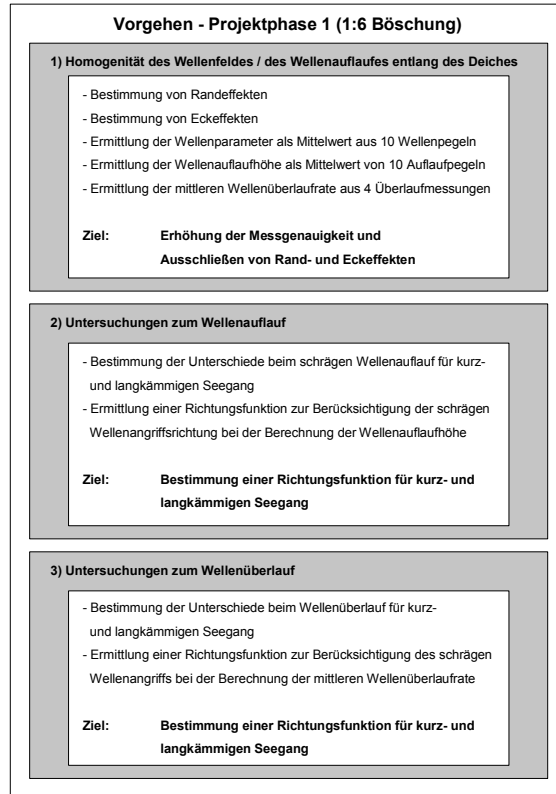 Vorgehen - Projektphase 1 (1:6 Böschung)
1) Homogenität des Wellenfeldes / des Wellenauflaufes entlang des Deiches
- Bestimmung von Randeffekten
- Bestimmung von Eckeffekten
- Ermittlung der Wellenparameter als Mittelwert aus 10 Wellenpegeln
- Ermittlung der Wellenauflaufhöhe als Mittelwert von 10 Auflaufpegeln
- Ermittlung der mittleren Wellenüberlaufrate aus 4 Überlaufmessungen
Ziel: Erhöhung der Messgenauigkeit und
Ausschließen von Rand- und Eckeffekten
2) Untersuchungen zum Wellenauflauf
- Bestimmung der Unterschiede beim schrägen Wellenauflauf für kurz-
und langkämmigen Seegang
- Ermittlung einer Richtungsfunktion zur Berücksichtigung der schrägen
Wellenangriffsrichtung bei der Berechnung der Wellenauflaufhöhe
Ziel: Bestimmung einer Richtungsfunktion für kurz- und
langkämmigen Seegang
3) Untersuchungen zum Wellenüberlauf
- Bestimmung der Unterschiede beim Wellenüberlauf für kurz-
und langkämmigen Seegang
- Ermittlung einer Richtungsfunktion zur Berücksichtigung des schrägen
Wellenangriffs bei der Berechnung der mittleren Wellenüberlaufrate
Ziel: Bestimmung einer Richtungsfunktion für kurz- und
langkämmigen Seegang